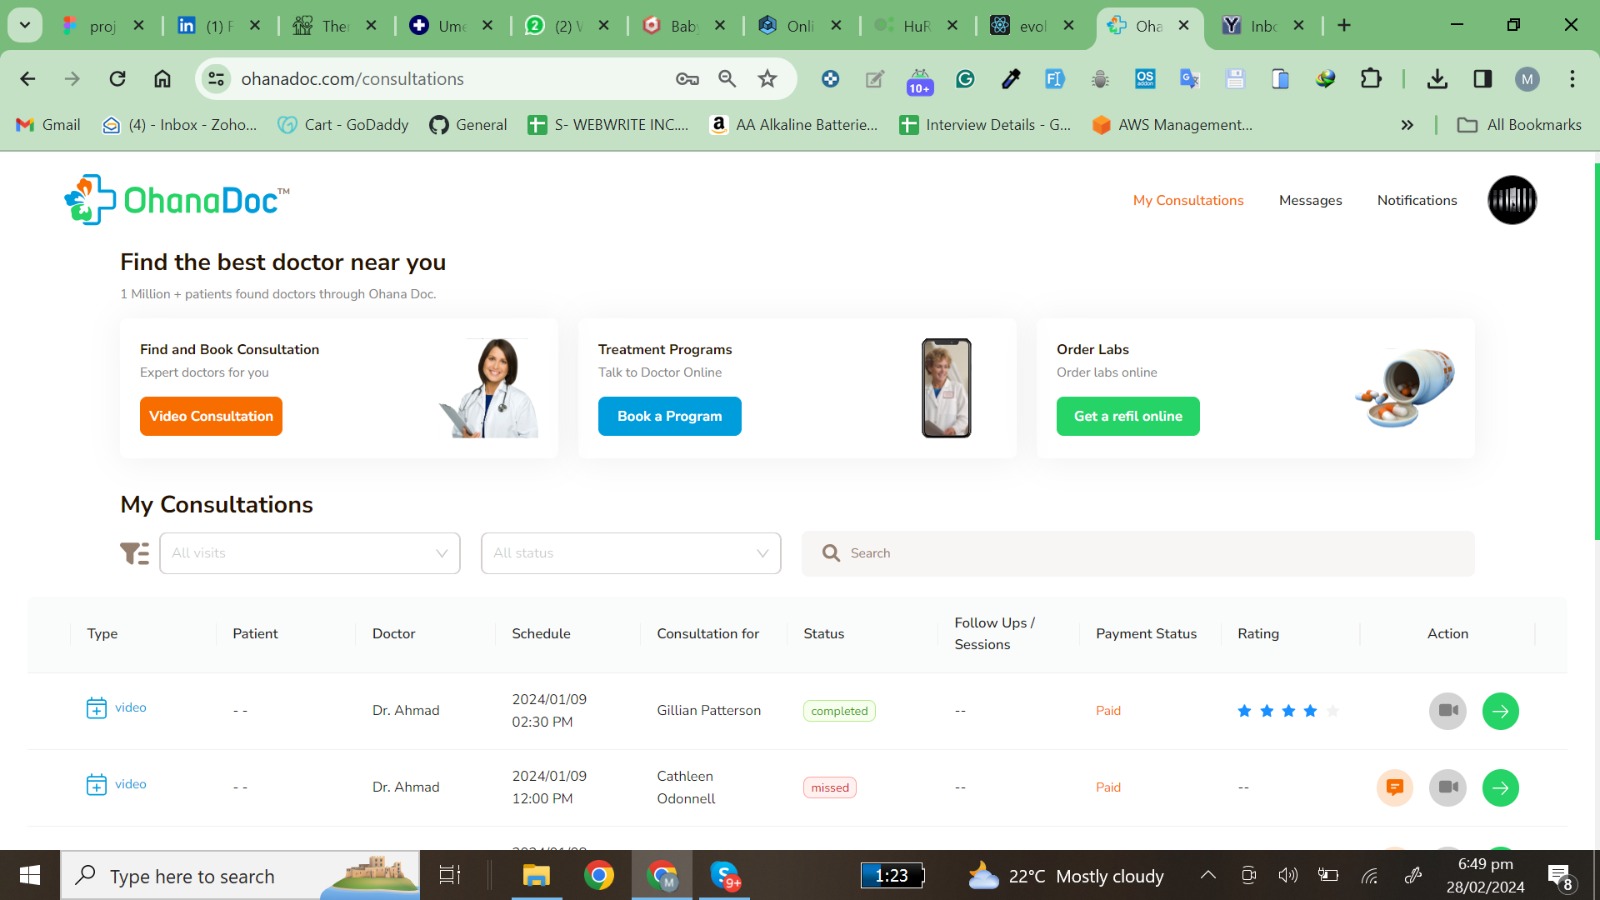 proj
(1) F
Ther
Ume
(2) V
Bab
Onli
HuR
evol
Oha
Inbo
ohanadoc.com/consultations
10+
M
Gmail
(4) - Inbox - Zoho...
Cart - GoDaddy
General
S- WEBWRITE INC....
AA Alkaline Batterie...
Interview Details - G...
AWS Management...
All Bookmarks
OhanaDoc™
My Consultations
Messages
Notifications
Find the best doctor near you
1 Million + patients found doctors through Ohana Doc.
Find and Book Consultation
Expert doctors for you
Video Consultation
Treatment Programs
Talk to Doctor Online
Book a Program
Order Labs
Order labs online
Get a refil online
My Consultations
All visits
All status
Search
Type Patient Doctor Schedule Consultation for Status Follow Ups / Sessions Payment Status Rating Action
video -- Dr. Ahmad 2024/01/09 02:30 PM Gillian Patterson completed -- Paid
video -- Dr. Ahmad 2024/01/09 12:00 PM Cathleen Odonnell missed -- Paid --
Type here to search
9+
1:23
22°C Mostly cloudy
6:49 pm
28/02/2024
8